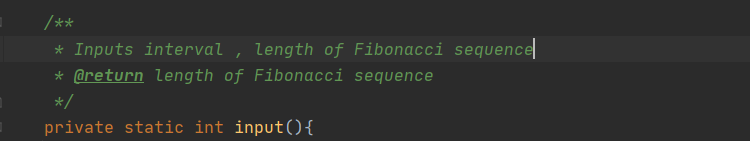 /**
* Inputs interval , length of Fibonacci sequence
* @return length of Fibonacci sequence
*/
private static int input(){